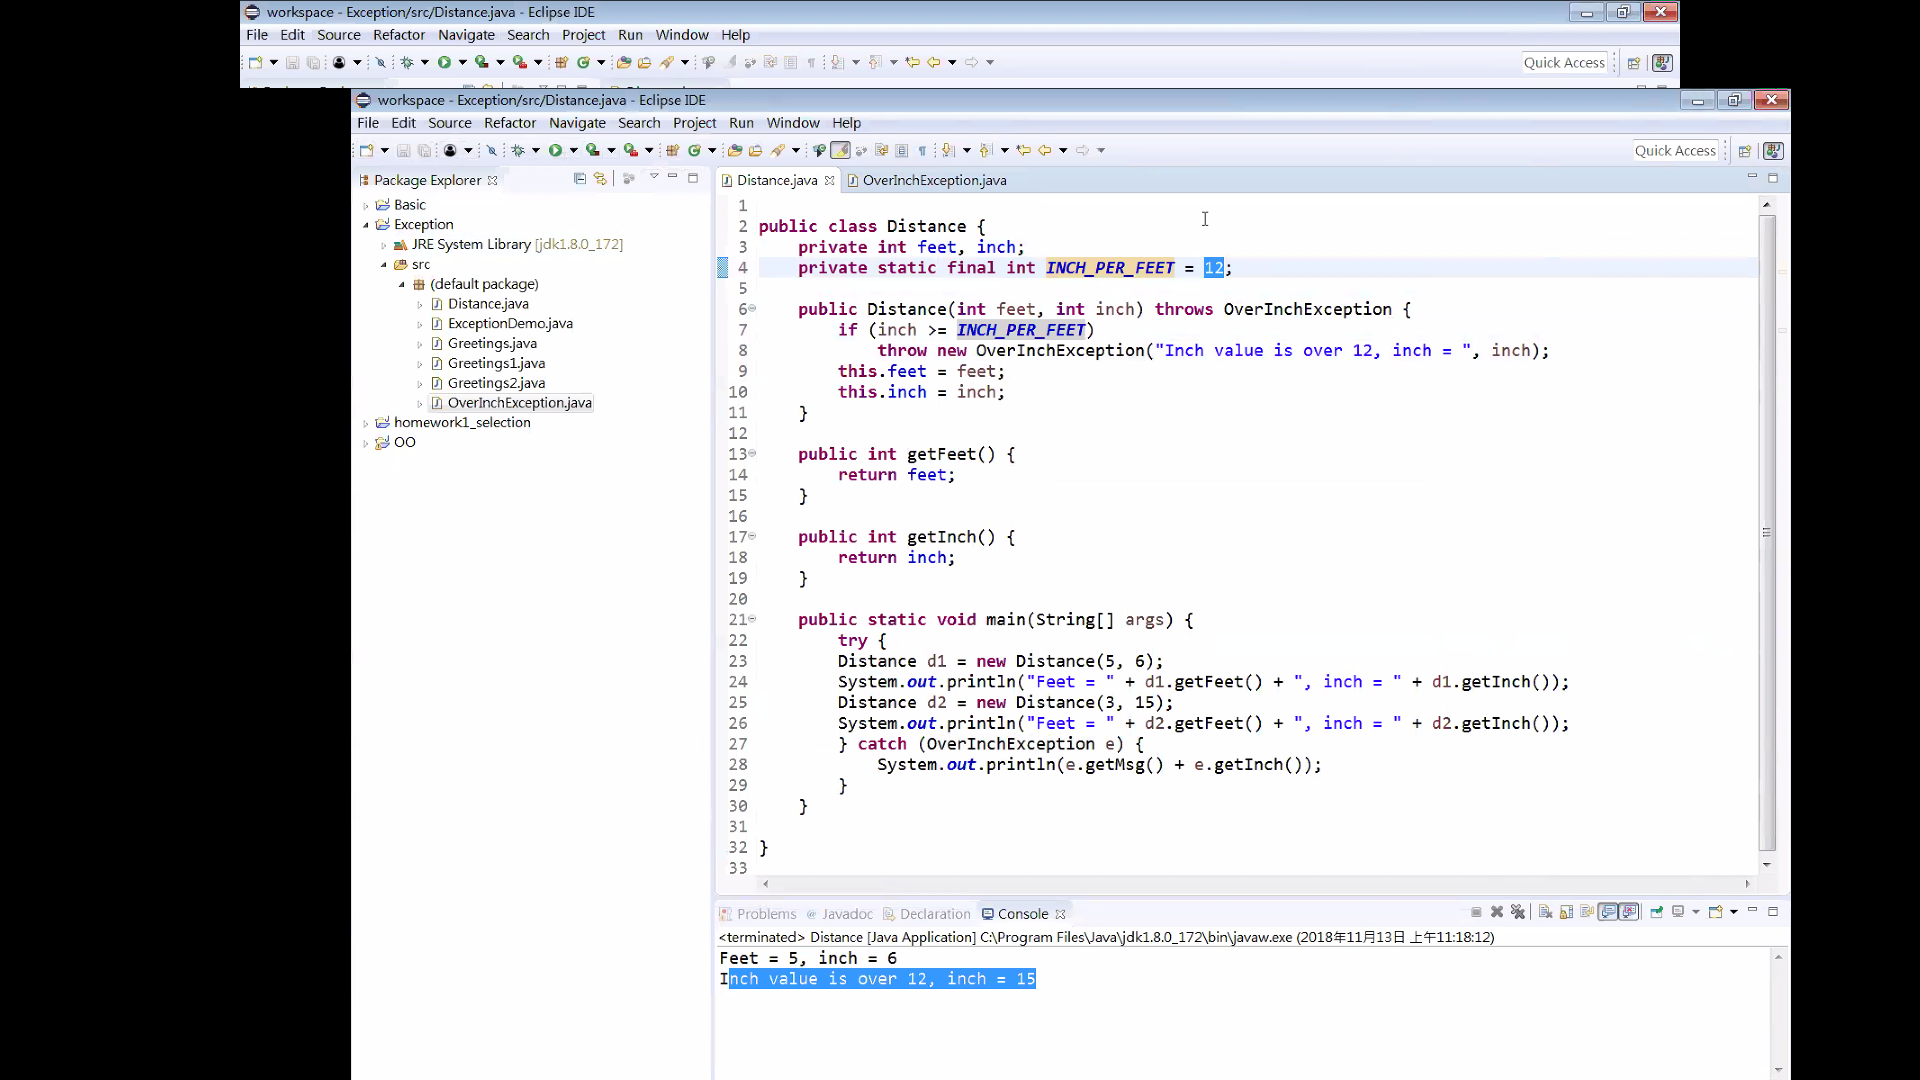 workspace - Exception/src/Distance.java - Eclipse IDE
File Edit Source Refactor Navigate Search Project Run Window Help
Quick Access
workspace - Exception/src/Distance.java - Eclipse IDE
File Edit Source Refactor Navigate Search Project Run Window Help
Quick Access
Package Explorer
Basic
Exception
JRE System Library [jdk1.8.0_172]
src
(default package)
Distance.java
ExceptionDemo.java
Greetings.java
Greetings1.java
Greetings2.java
OverInchException.java
homework1_selection
OO
Distance.java OverInchException.java
1
2 public class Distance {
3 private int feet, inch;
4 private static final int INCH_PER_FEET = 12;
5
6 public Distance(int feet, int inch) throws OverInchException {
7 if (inch >= INCH_PER_FEET)
8 throw new OverInchException("Inch value is over 12, inch = ", inch);
9 this.feet = feet;
10 this.inch = inch;
11 }
12
13 public int getFeet() {
14 return feet;
15 }
16
17 public int getInch() {
18 return inch;
19 }
20
21 public static void main(String[] args) {
22 try {
23 Distance d1 = new Distance(5, 6);
24 System.out.println("Feet = " + d1.getFeet() + ", inch = " + d1.getInch());
25 Distance d2 = new Distance(3, 15);
26 System.out.println("Feet = " + d2.getFeet() + ", inch = " + d2.getInch());
27 } catch (OverInchException e) {
28 System.out.println(e.getMsg() + e.getInch());
29 }
30 }
31
32 }
33
Problems @ Javadoc Declaration Console
<terminated> Distance [Java Application] C:\Program Files\Java\jdk1.8.0_172\bin\javaw.exe (2018年11月13日 上午11:18:12)
Feet = 5, inch = 6
Inch value is over 12, inch = 15